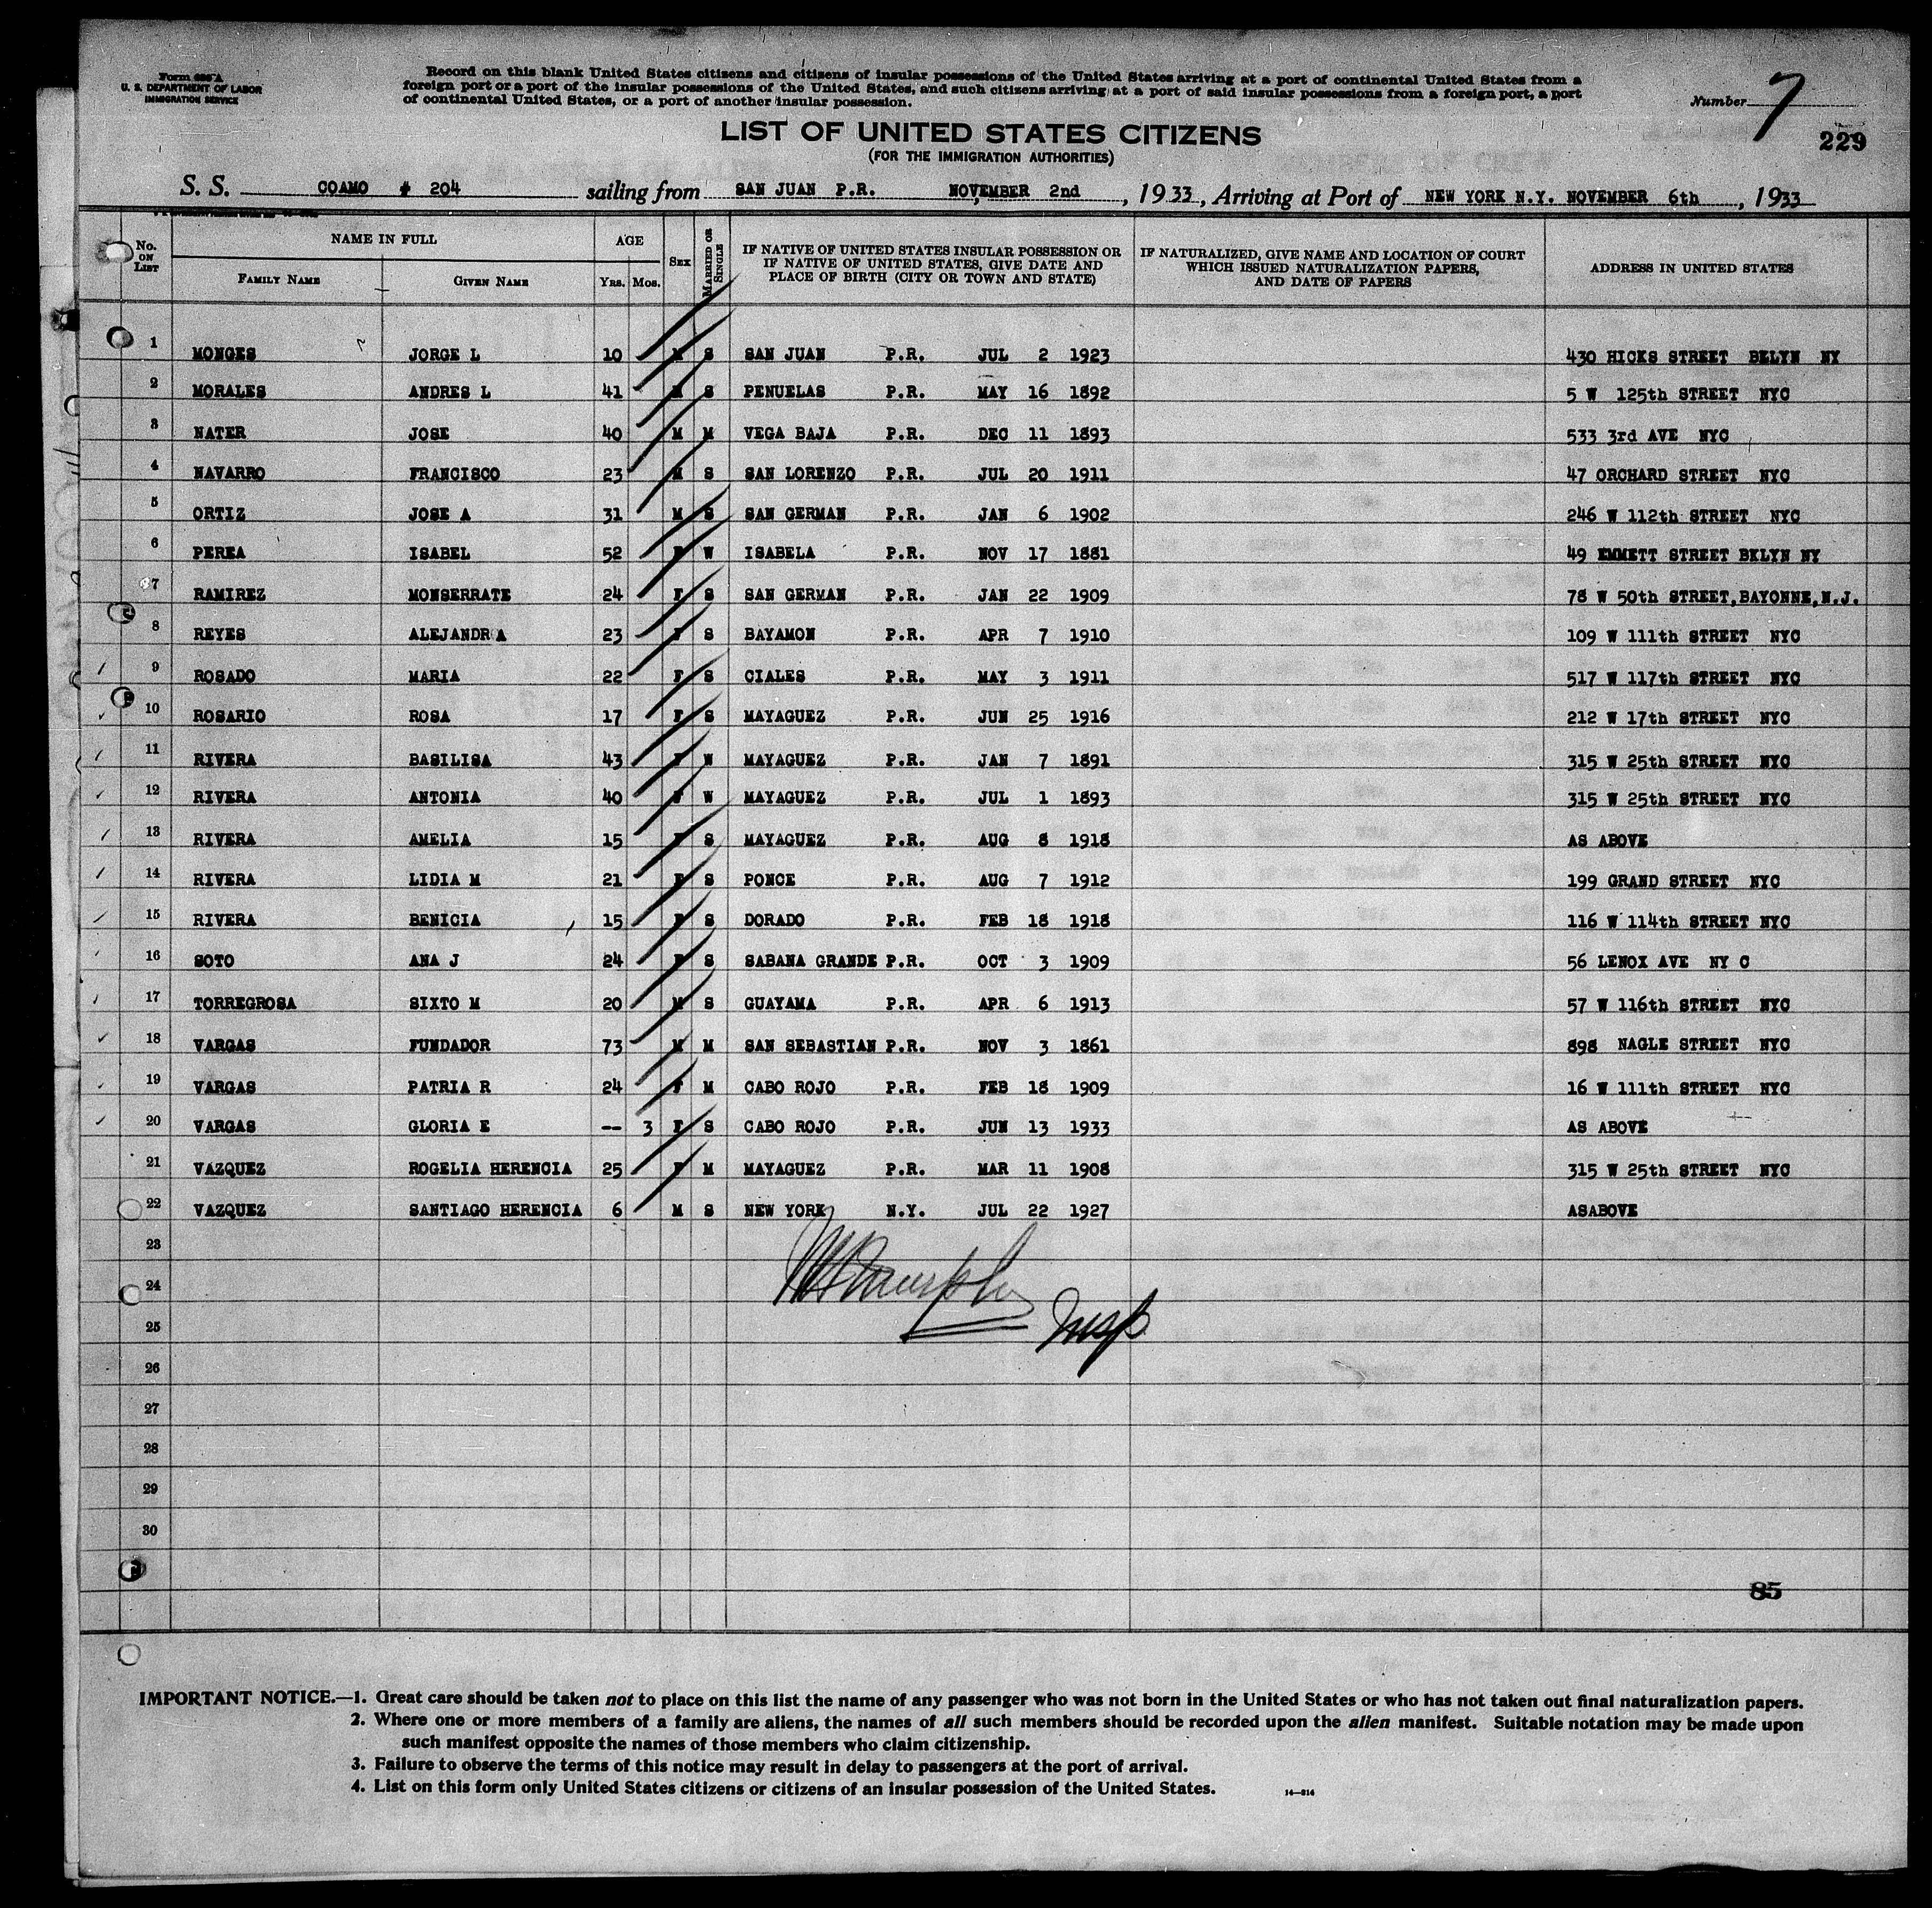 Form 626 A
U. S. DEPARTMENT OF LABOR
IMMIGRATION SERVICE
Record on this blank United States citizens and citizens of insular possessions of the United States arriving at a port of continental United States from a
foreign port or a port of the insular possessions of the United States, and such citizens arriving at a port of said insular possessions from a foreign port, a port
of continental United States, or a port of another insular possession.
Number 7
229
LIST OF UNITED STATES CITIZENS
(FOR THE IMMIGRATION AUTHORITIES)
S. S. COAMO # 204 sailing from SAN JUAN P.R. NOVEMBER 2nd, 1933, Arriving at Port of NEW YORK N.Y. NOVEMBER 6th, 1933
No. ON LIST NAME IN FULL FAMILY NAME GIVEN NAME AGE YRS. MOS. SEX MARRIED OR SINGLE IF NATIVE OF UNITED STATES INSULAR POSSESSION OR IF NATIVE OF UNITED STATES, GIVE DATE AND PLACE OF BIRTH (CITY OR TOWN AND STATE) IF NATURALIZED, GIVE NAME AND LOCATION OF COURT WHICH ISSUED NATURALIZATION PAPERS, AND DATE OF PAPERS ADDRESS IN UNITED STATES
1 MONGES JORGE L 10 M S SAN JUAN P.R. JUL 2 1923 430 HICKS STREET BKLYN NY
2 MORALES ANDRES L 41 M S PENUELAS P.R. MAY 16 1892 5 W 125th STREET NYC
3 NATER JOSE 40 M M VEGA BAJA P.R. DEC 11 1893 533 3rd AVE NYC
4 NAVARRO FRANCISCO 23 M S SAN LORENZO P.R. JUL 20 1911 47 ORCHARD STREET NYC
5 ORTIZ JOSE A 31 M S SAN GERMAN P.R. JAN 6 1902 246 W 112th STREET NYC
6 PEREA ISABEL 52 F W ISABELA P.R. NOV 17 1881 49 EMMETT STREET BKLYN NY
7 RAMIREZ MONSERRATE 24 F S SAN GERMAN P.R. JAN 22 1909 78 W 50th STREET, BAYONNE, N.J.
8 REYES ALEJANDRA 23 F S BAYAMON P.R. APR 7 1910 109 W 111th STREET NYC
9 ROSADO MARIA 22 F S CIALES P.R. MAY 3 1911 517 W 117th STREET NYC
10 ROSARIO ROSA 17 F S MAYAGUEZ P.R. JUN 25 1916 212 W 17th STREET NYC
11 RIVERA BASILISA 43 F W MAYAGUEZ P.R. JAN 7 1891 315 W 25th STREET NYC
12 RIVERA ANTONIA 40 F W MAYAGUEZ P.R. JUL 1 1893 315 W 25th STREET NYC
13 RIVERA AMELIA 15 F S MAYAGUEZ P.R. AUG 8 1918 AS ABOVE
14 RIVERA LIDIA M 21 F S PONCE P.R. AUG 7 1912 199 GRAND STREET NYC
15 RIVERA BENICIA 15 F S DORADO P.R. FEB 18 1918 116 W 114th STREET NYC
16 SOTO ANA J 24 F S SABANA GRANDE P.R. OCT 3 1909 56 LENOX AVE NY C
17 TORREGROSA SIXTO M 20 M S GUAYAMA P.R. APR 6 1913 57 W 116th STREET NYC
18 VARGAS FUNDADOR 73 M M SAN SEBASTIAN P.R. NOV 3 1861 898 NAGLE STREET NYC
19 VARGAS PATRIA R 24 F M CABO ROJO P.R. FEB 18 1909 16 W 111th STREET NYC
20 VARGAS GLORIA E -- 3 F S CABO ROJO P.R. JUN 13 1933 AS ABOVE
21 VAZQUEZ ROGELIA HERENCIA 25 F M MAYAGUEZ P.R. MAR 11 1908 315 W 25th STREET NYC
22 VAZQUEZ SANTIAGO HERENCIA 6 M S NEW YORK N.Y. JUL 22 1927 ASABOVE
23
24
25 Insp.
26
27
28
29
30
85
IMPORTANT NOTICE.—1. Great care should be taken not to place on this list the name of any passenger who was not born in the United States or who has not taken out final naturalization papers.
2. Where one or more members of a family are aliens, the names of all such members should be recorded upon the alien manifest. Suitable notation may be made upon
such manifest opposite the names of those members who claim citizenship.
3. Failure to observe the terms of this notice may result in delay to passengers at the port of arrival.
4. List on this form only United States citizens or citizens of an insular possession of the United States.
14—814